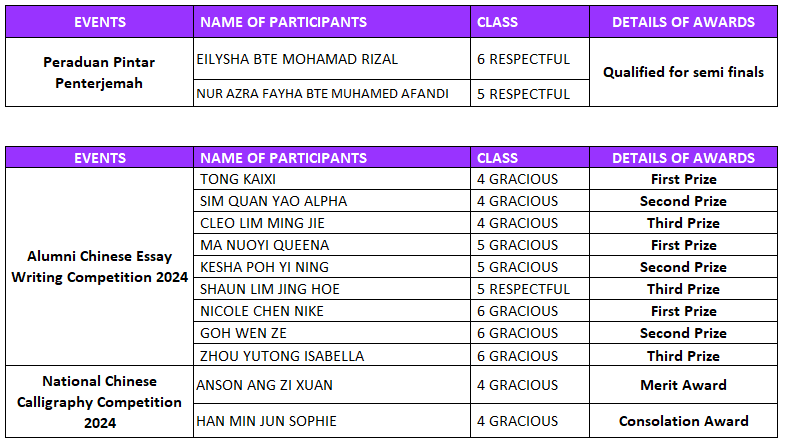 EVENTS NAME OF PARTICIPANTS CLASS DETAILS OF AWARDS
Peraduan Pintar
Penterjemah
EILYSHA BTE MOHAMAD RIZAL 6 RESPECTFUL
NUR AZRA FAYHA BTE MUHAMED AFANDI 5 RESPECTFUL
Qualified for semi finals
EVENTS NAME OF PARTICIPANTS CLASS DETAILS OF AWARDS
Alumni Chinese Essay
Writing Competition 2024
TONG KAIXI 4 GRACIOUS First Prize
SIM QUAN YAO ALPHA 4 GRACIOUS Second Prize
CLEO LIM MING JIE 4 GRACIOUS Third Prize
MA NUOYI QUEENA 5 GRACIOUS First Prize
KESHA POH YI NING 5 GRACIOUS Second Prize
SHAUN LIM JING HOE 5 RESPECTFUL Third Prize
NICOLE CHEN NIKE 6 GRACIOUS First Prize
GOH WEN ZE 6 GRACIOUS Second Prize
ZHOU YUTONG ISABELLA 6 GRACIOUS Third Prize
National Chinese
Calligraphy Competition
2024
ANSON ANG ZI XUAN 4 GRACIOUS Merit Award
HAN MIN JUN SOPHIE 4 GRACIOUS Consolation Award